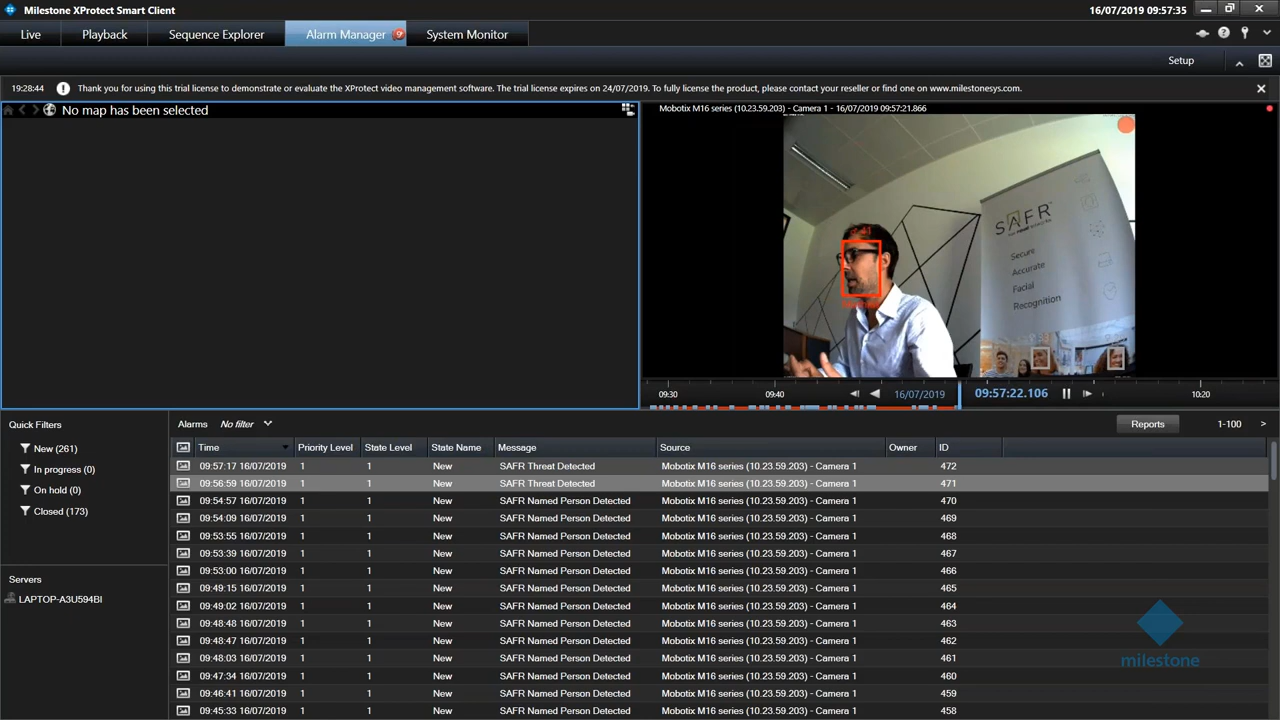 Milestone XProtect Smart Client
16/07/2019 09:57:35
Live
Playback
Sequence Explorer
Alarm Manager
9
System Monitor
Setup
19:28:44
Thank you for using this trial license to demonstrate or evaluate the XProtect video management software. The trial license expires on 24/07/2019. To fully license the product, please contact your reseller or find one on www.milestonesys.com.
No map has been selected
Mobotix M16 series (10.23.59.203) - Camera 1 - 16/07/2019 09:57:21.866
SAFR
Secure
Accurate
Facial
Recognition
09:30
09:40
16/07/2019
09:57:22.106
10:20
Quick Filters
New (261)
In progress (0)
On hold (0)
Closed (173)
Servers
LAPTOP-A3U594BI
Alarms No filter
Reports
1-100
Time Priority Level State Level State Name Message Source Owner ID
09:57:17 16/07/2019 1 1 New SAFR Threat Detected Mobotix M16 series (10.23.59.203) - Camera 1 472
09:56:59 16/07/2019 1 1 New SAFR Threat Detected Mobotix M16 series (10.23.59.203) - Camera 1 471
09:54:57 16/07/2019 1 1 New SAFR Named Person Detected Mobotix M16 series (10.23.59.203) - Camera 1 470
09:54:09 16/07/2019 1 1 New SAFR Named Person Detected Mobotix M16 series (10.23.59.203) - Camera 1 469
09:53:55 16/07/2019 1 1 New SAFR Named Person Detected Mobotix M16 series (10.23.59.203) - Camera 1 468
09:53:39 16/07/2019 1 1 New SAFR Named Person Detected Mobotix M16 series (10.23.59.203) - Camera 1 467
09:53:00 16/07/2019 1 1 New SAFR Named Person Detected Mobotix M16 series (10.23.59.203) - Camera 1 466
09:49:15 16/07/2019 1 1 New SAFR Named Person Detected Mobotix M16 series (10.23.59.203) - Camera 1 465
09:49:02 16/07/2019 1 1 New SAFR Named Person Detected Mobotix M16 series (10.23.59.203) - Camera 1 464
09:48:48 16/07/2019 1 1 New SAFR Named Person Detected Mobotix M16 series (10.23.59.203) - Camera 1 463
09:48:47 16/07/2019 1 1 New SAFR Named Person Detected Mobotix M16 series (10.23.59.203) - Camera 1 462
09:48:03 16/07/2019 1 1 New SAFR Named Person Detected Mobotix M16 series (10.23.59.203) - Camera 1 461
09:47:34 16/07/2019 1 1 New SAFR Named Person Detected Mobotix M16 series (10.23.59.203) - Camera 1 460
09:46:41 16/07/2019 1 1 New SAFR Named Person Detected Mobotix M16 series (10.23.59.203) - Camera 1 459
09:45:33 16/07/2019 1 1 New SAFR Named Person Detected Mobotix M16 series (10.23.59.203) - Camera 1 458
milestone